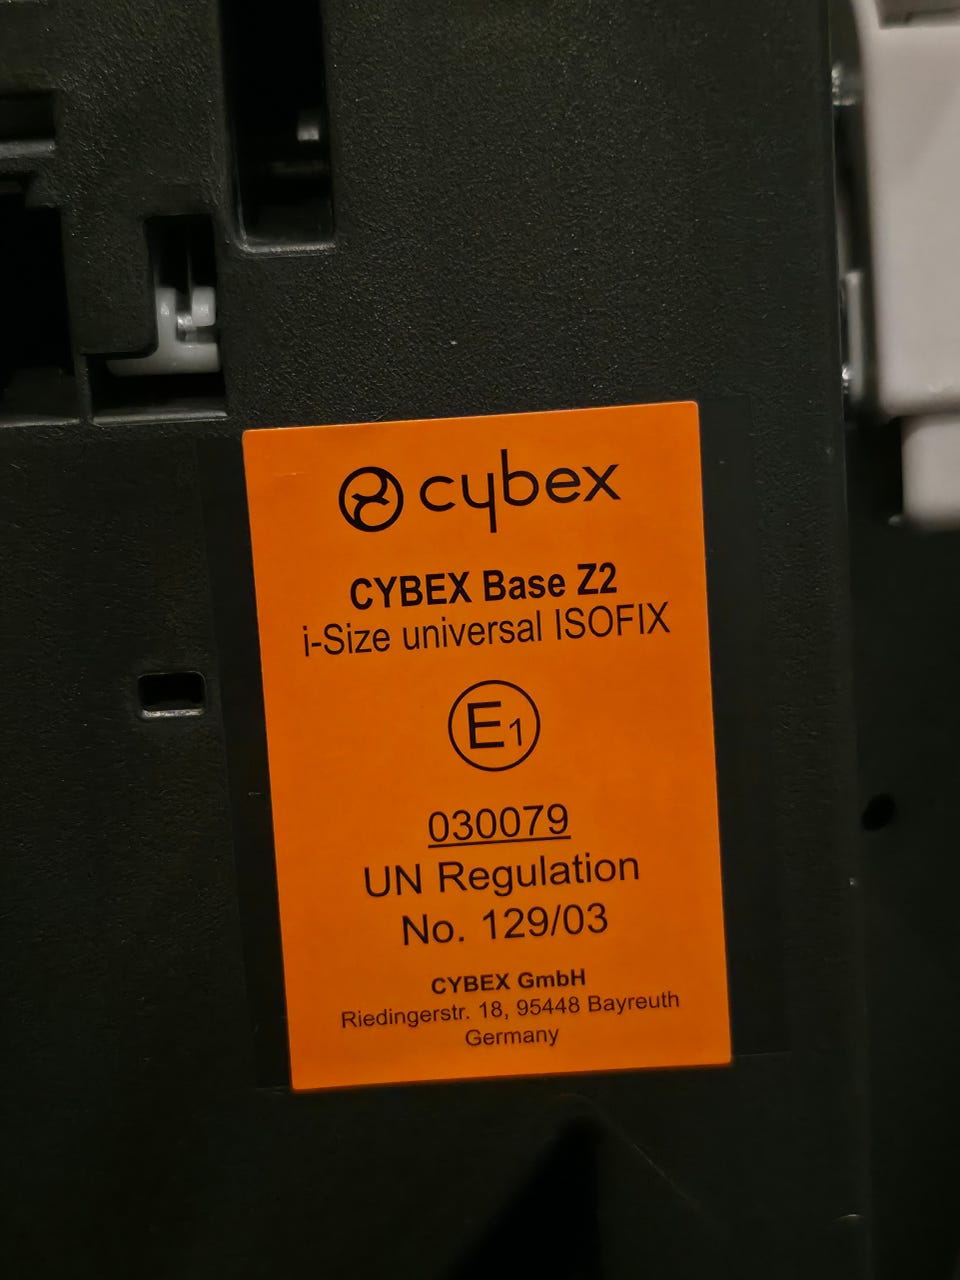 cybex
CYBEX Base Z2
i-Size universal ISOFIX
E1
030079
UN Regulation
No. 129/03
CYBEX GmbH
Riedingerstr. 18, 95448 Bayreuth
Germany